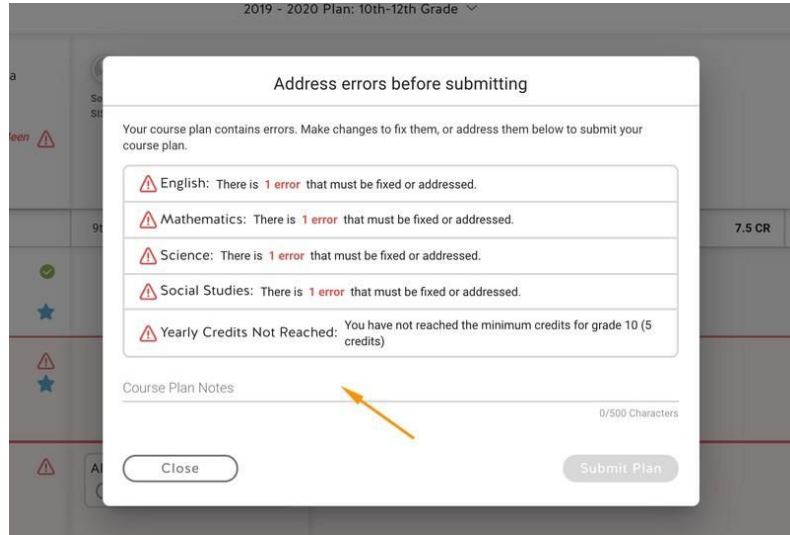 2019 - 2020 Plan: 10th-12th Grade
a
So
SIS
een
Address errors before submitting
Your course plan contains errors. Make changes to fix them, or address them below to submit your
course plan.
English: There is 1 error that must be fixed or addressed.
Mathematics: There is 1 error that must be fixed or addressed.
9t
7.5 CR
Science: There is 1 error that must be fixed or addressed.
Social Studies: There is 1 error that must be fixed or addressed.
Yearly Credits Not Reached: You have not reached the minimum credits for grade 10 (5
credits)
Course Plan Notes
0/500 Characters
Al
Close
Submit Plan